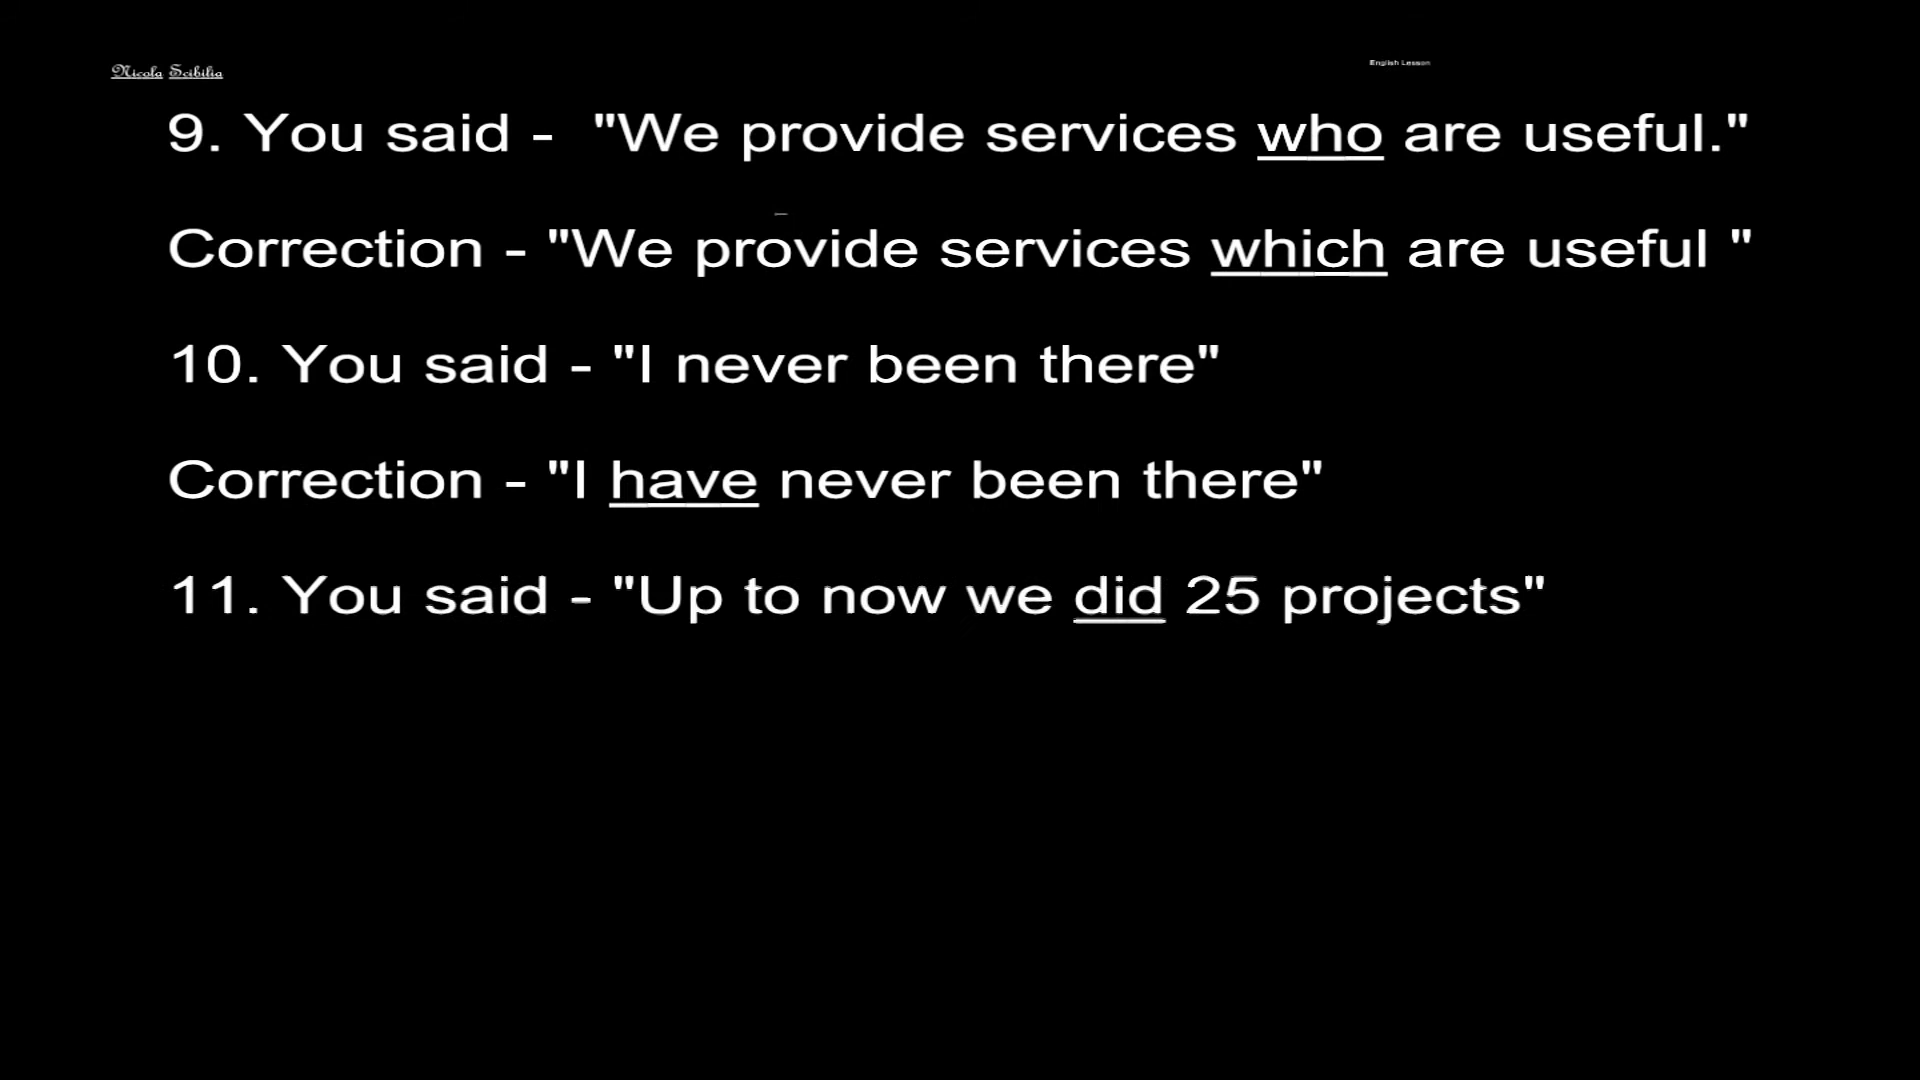 Nicola Scibilia
English Lesson
9. You said -  "We provide services who are useful."
Correction - "We provide services which are useful "
10. You said - "I never been there"
Correction - "I have never been there"
11. You said - "Up to now we did 25 projects"